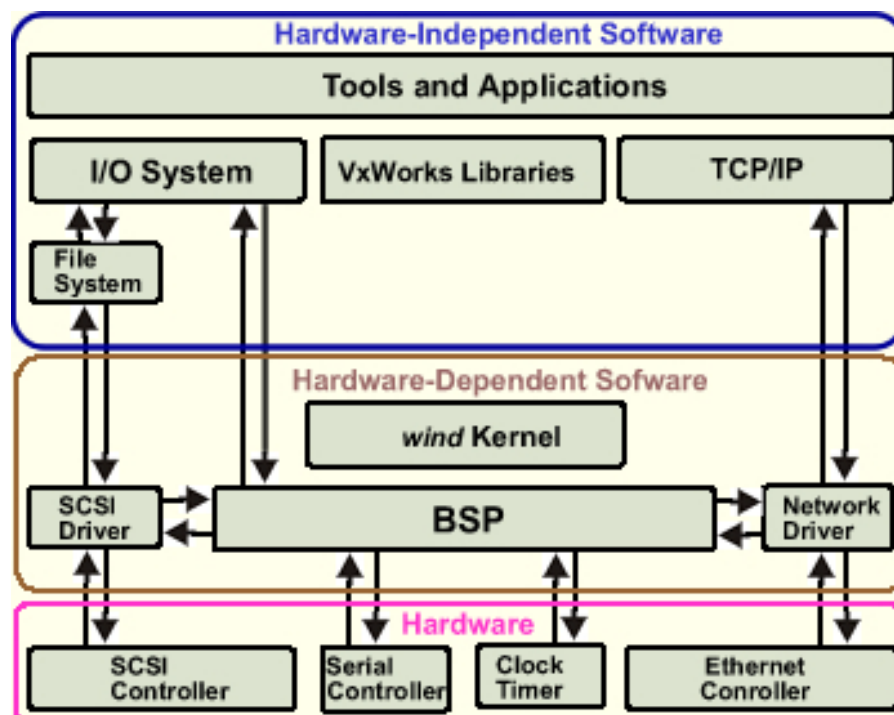 Hardware-Independent Software
Tools and Applications
I/O System
VxWorks Libraries
TCP/IP
File
System
Hardware-Dependent Sofware
wind Kernel
SCSI
Driver
BSP
Network
Driver
Hardware
SCSI
Controller
Serial
Controller
Clock
Timer
Ethernet
Conroller